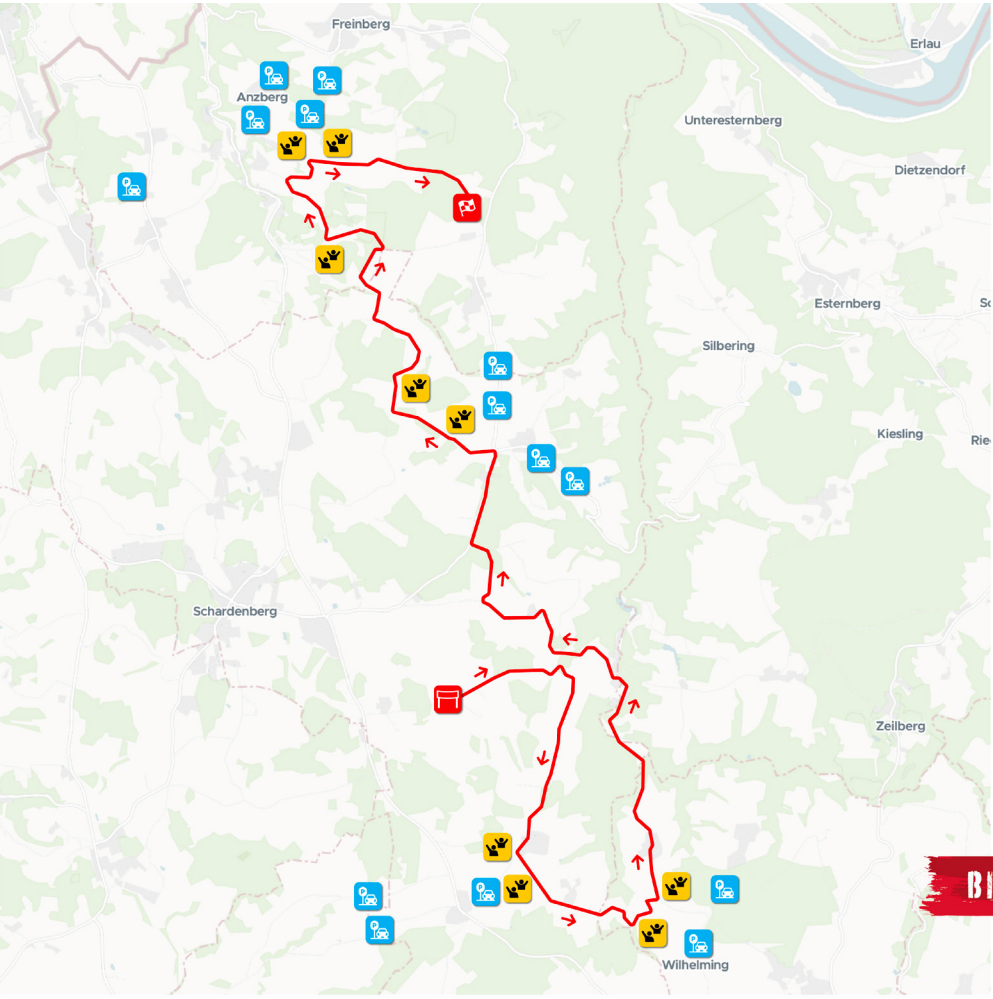 Freinberg
Erlau
Anzberg
Unteresternberg
Dietzendorf
Esternberg
Silbering
Kiesling
Schardenberg
Zeilberg
Wilhelming